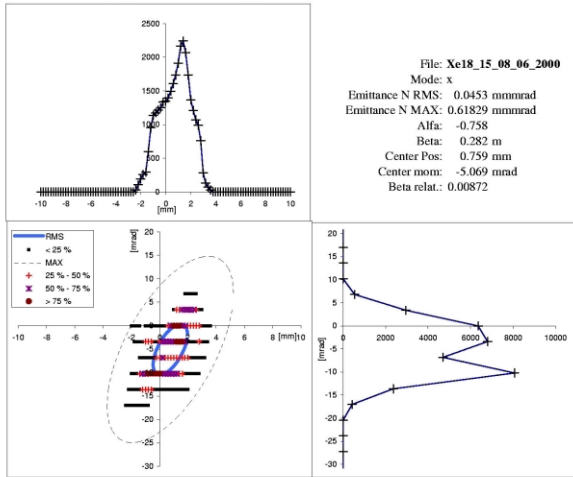 2500
2000
1500
1000
500
0
-10 -8 -6 -4 -2 0 2 4 6 8 10
[mm]
File: Xe18_15_08_06_2000
Mode: x
Emittance N RMS: 0.0453 mmmrad
Emittance N MAX: 0.61829 mmmrad
Alfa: -0.758
Beta: 0.282 m
Center Pos: 0.759 mm
Center mom: -5.069 mrad
Beta relat.: 0.00872
RMS
< 25 %
MAX
25 % - 50 %
50 % - 75 %
> 75 %
[mrad]
20
15
10
5
0
-5
-10
-15
-20
-25
-30
-10 -8 -6 -4 -2 0 2 4 6 8 [mm] 10
[mrad]
20
15
10
5
0
-5
-10
-15
-20
-25
-30
0 2000 4000 6000 8000 10000